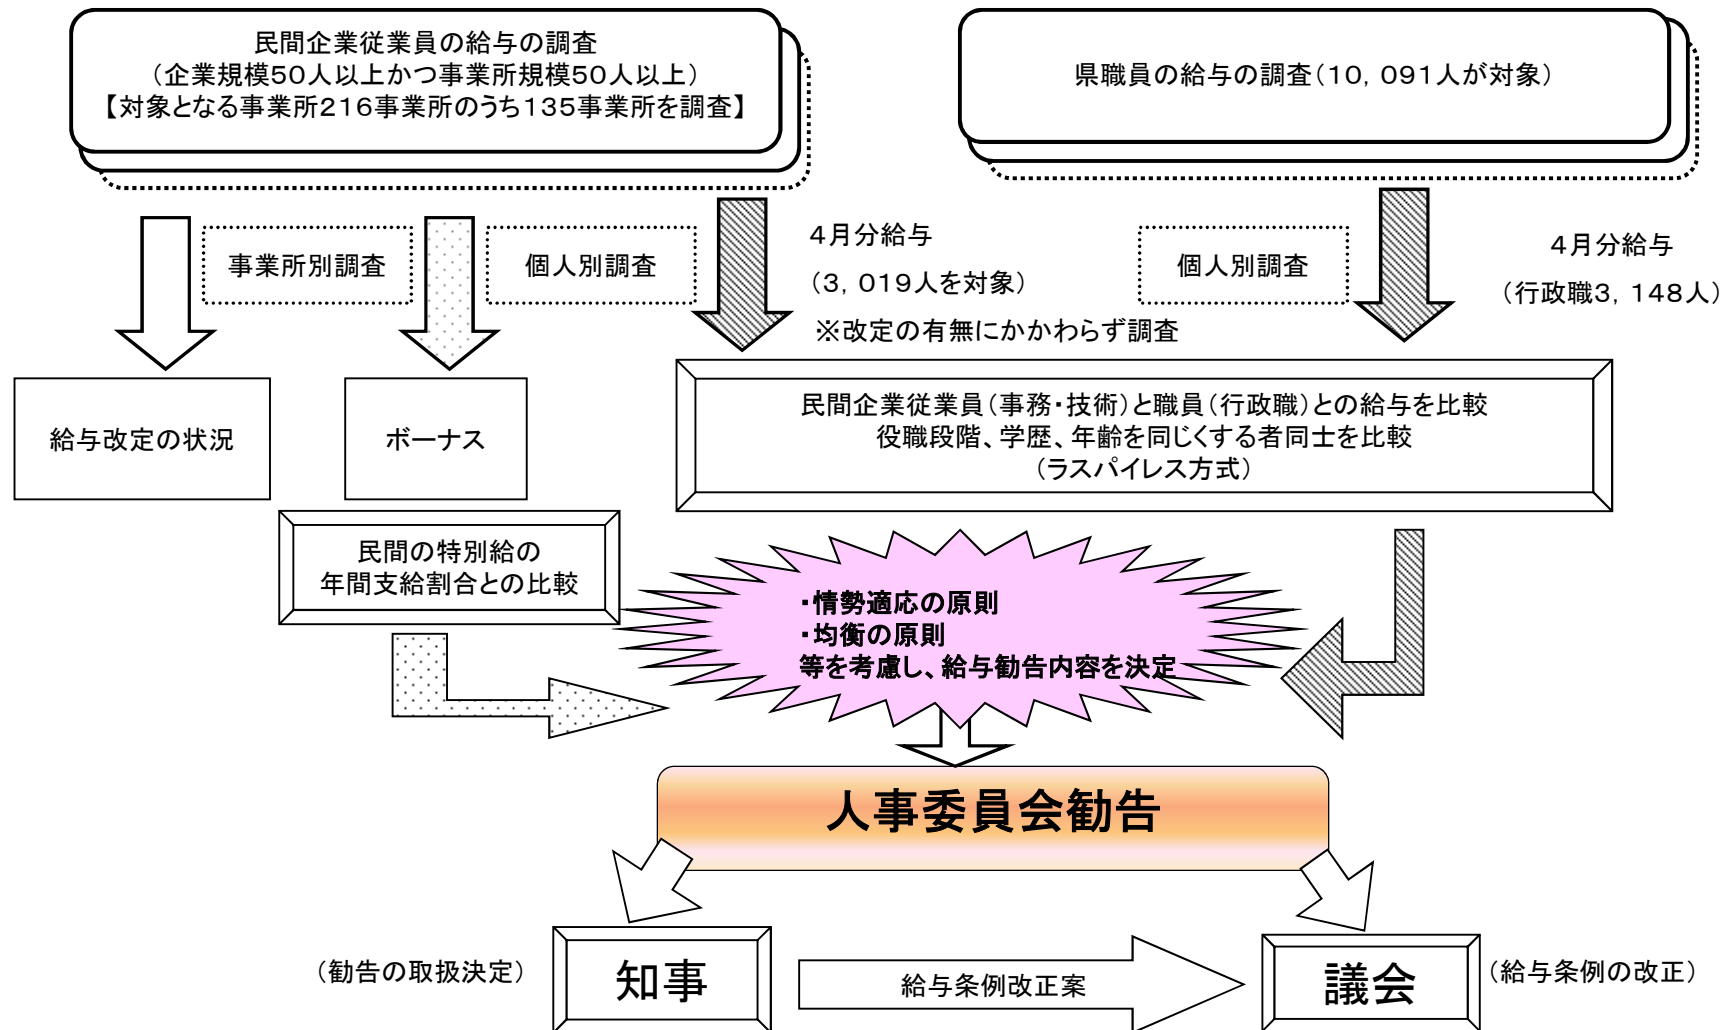 民間企業従業員の給与の調査
（企業規模５０人以上かつ事業所規模５０人以上）
【対象となる事業所２１６事業所のうち１３５事業所を調査】
県職員の給与の調査（１０，０９１人が対象）
事業所別調査
個人別調査
４月分給与
（３，０１９人を対象）
※改定の有無にかかわらず調査
個人別調査
４月分給与
（行政職３，１４８人）
給与改定の状況
ボーナス
民間企業従業員（事務・技術）と職員（行政職）との給与を比較
役職段階、学歴、年齢を同じくする者同士を比較
（ラスパイレス方式）
民間の特別給の
年間支給割合との比較
・情勢適応の原則
・均衡の原則
等を考慮し、給与勧告内容を決定
人事委員会勧告
（勧告の取扱決定）
知事
給与条例改正案
議会
（給与条例の改正）